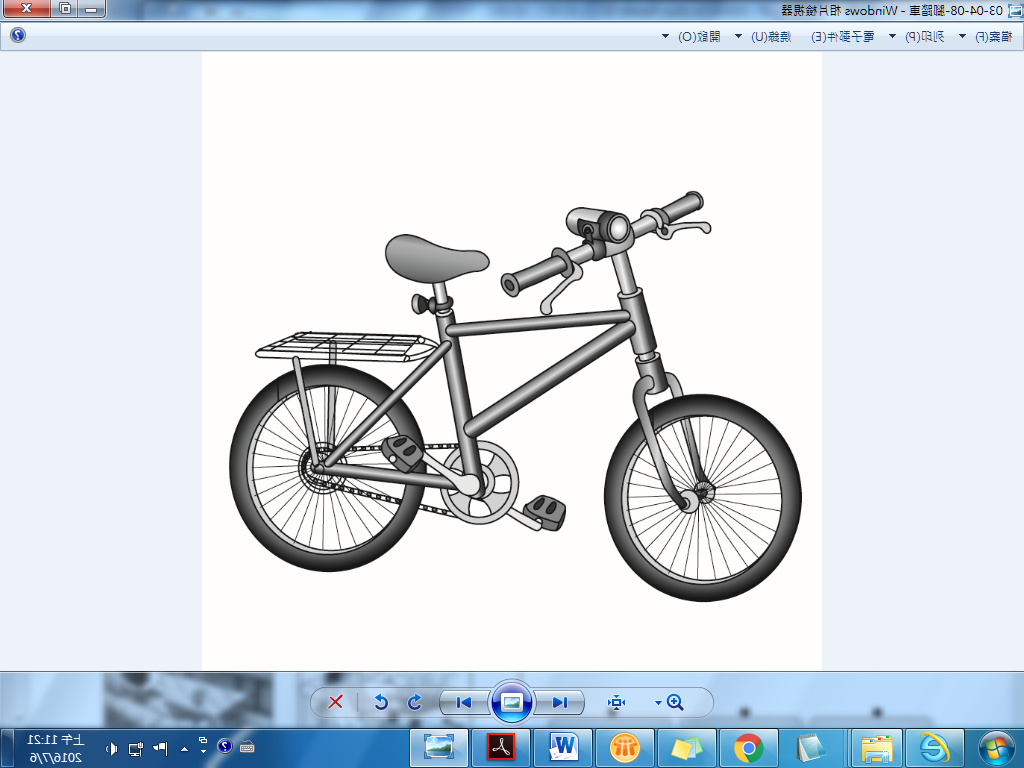 03-04-08-腳踏車 - Windows 相片檢視器
檔案(F) 列印(P) 電子郵件(E) 燒錄(U) 開啟(O)
上午 11:21
2016/7/6